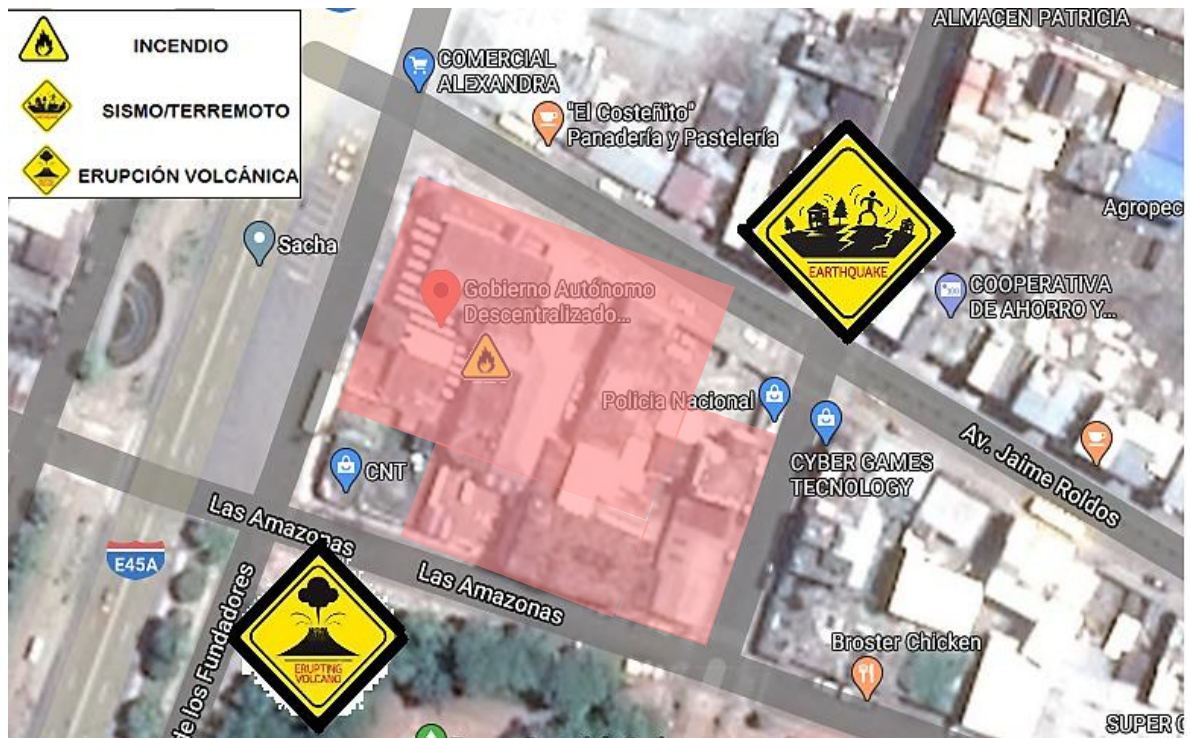 INCENDIO
SISMO/TERREMOTO
ERUPCIÓN VOLCÁNICA
ALMACEN PATRICIA
COMERCIAL
ALEXANDRA
"El Costeñito"
Panadería y Pastelería
Agropec
Sacha
EARTHQUAKE
Gobierno Autónomo
Descentralizado...
COOPERATIVA
DE AHORRO Y...
Policia Nacional
CNT
CYBER GAMES
TECNOLOGY
Av. Jaime Roldos
Las Amazonas
E45A
Las Amazonas
de los Fundadores
ERUPTING
VOLCANO
Broster Chicken
SUPER